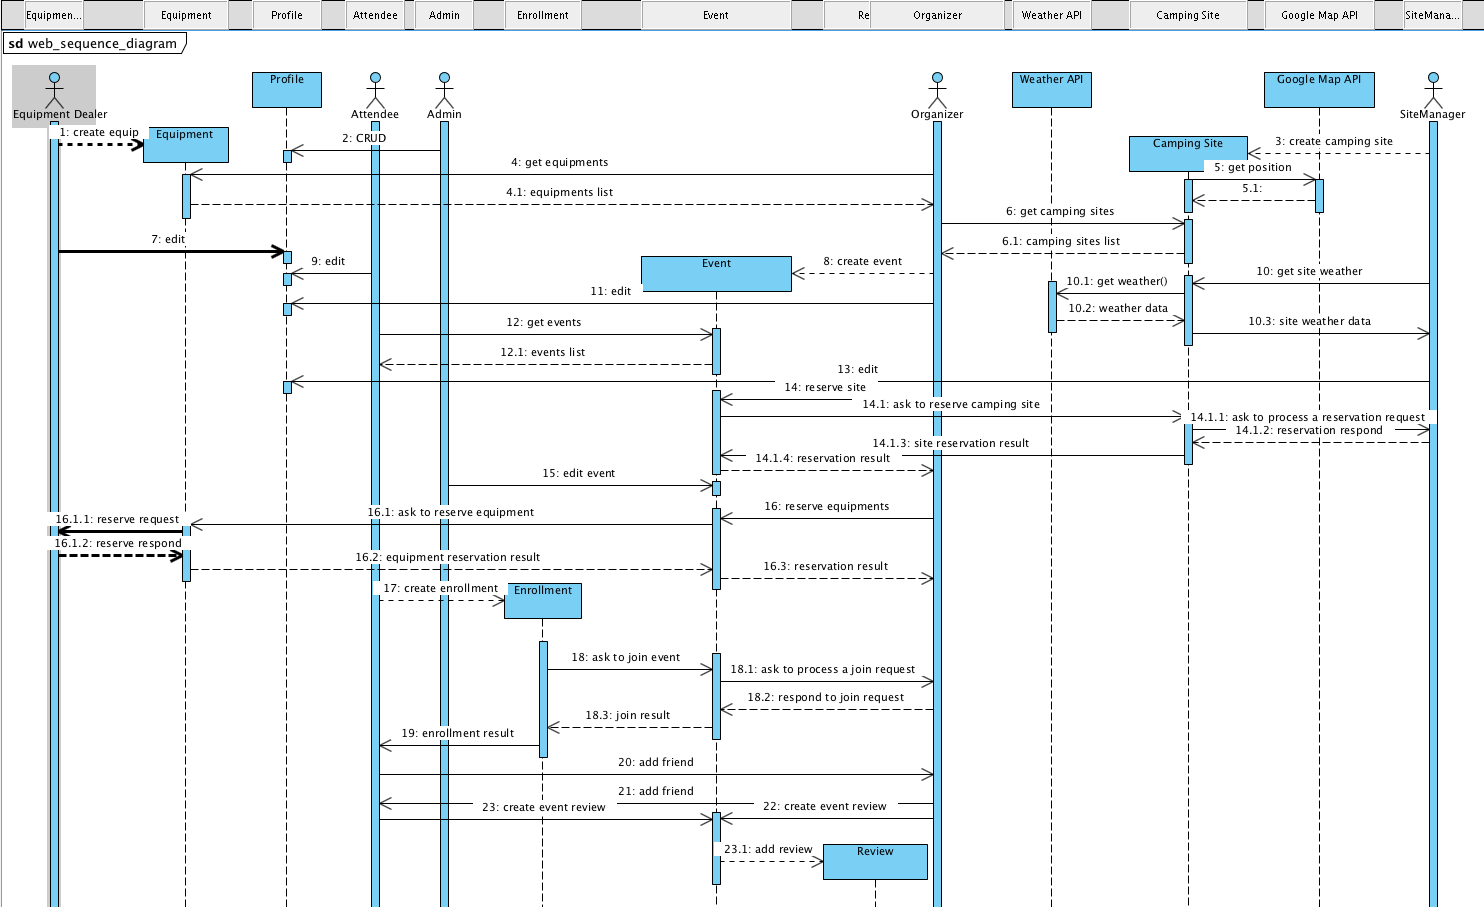 Equipmen...
Equipment
Profile
Attendee
Admin
Enrollment
Event
Re
Organizer
Weather API
Camping Site
Google Map API
SiteMana...
sd web_sequence_diagram
Profile
Weather API
Google Map API
Equipment Dealer
Attendee
Admin
Organizer
SiteManager
1: create equip
Equipment
2: CRUD
Camping Site
3: create camping site
4: get equipments
5: get position
4.1: equipments list
5.1:
6: get camping sites
7: edit
6.1: camping sites list
9: edit
Event
8: create event
10: get site weather
10.1: get weather()
11: edit
10.2: weather data
12: get events
10.3: site weather data
12.1: events list
13: edit
14: reserve site
14.1: ask to reserve camping site
14.1.1: ask to process a reservation request
14.1.2: reservation respond
14.1.3: site reservation result
14.1.4: reservation result
15: edit event
16: reserve equipments
16.1: ask to reserve equipment
16.1.1: reserve request
16.1.2: reserve respond
16.2: equipment reservation result
16.3: reservation result
17: create enrollment
Enrollment
18: ask to join event
18.1: ask to process a join request
18.2: respond to join request
18.3: join result
19: enrollment result
20: add friend
21: add friend
23: create event review
22: create event review
23.1: add review
Review